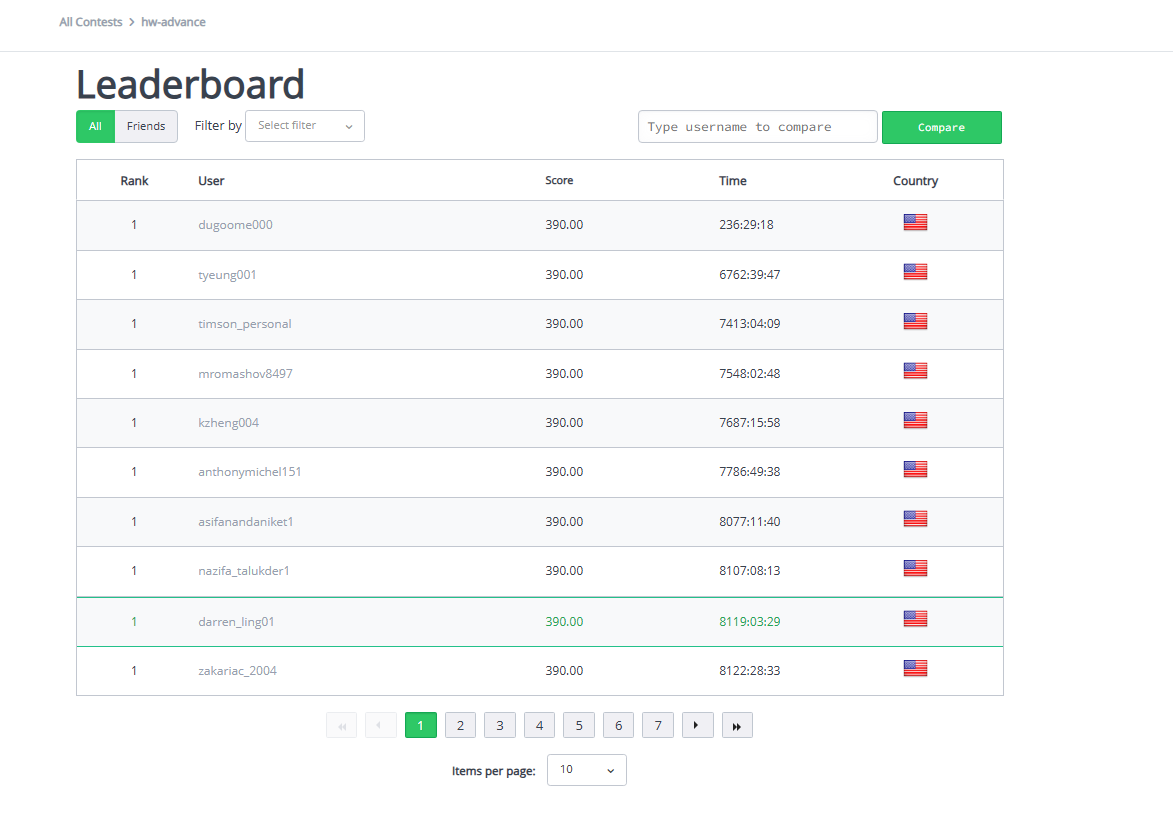 All Contests > hw-advance
Leaderboard
All Friends Filter by Select filter Type username to compare Compare
Rank User Score Time Country
1 dugoome000 390.00 236:29:18
1 tyeung001 390.00 6762:39:47
1 timson_personal 390.00 7413:04:09
1 mromashov8497 390.00 7548:02:48
1 kzheng004 390.00 7687:15:58
1 anthonymichel151 390.00 7786:49:38
1 asifanandaniket1 390.00 8077:11:40
1 nazifa_talukder1 390.00 8107:08:13
1 darren_ling01 390.00 8119:03:29
1 zakariac_2004 390.00 8122:28:33
1 2 3 4 5 6 7
Items per page: 10